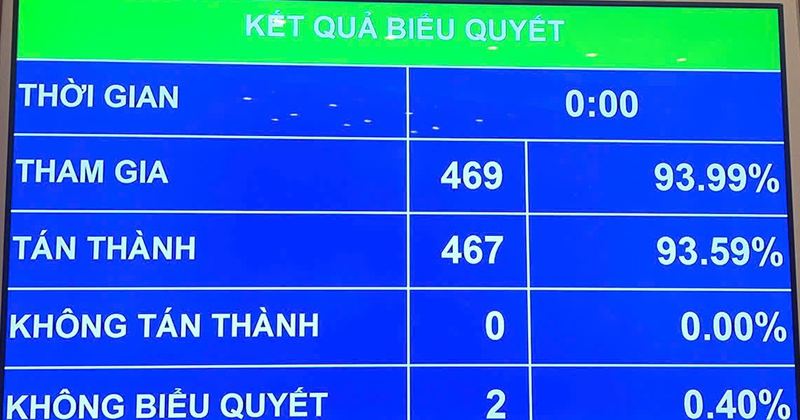 KẾT QUẢ BIỂU QUYẾT
THỜI GIAN 0:00
THAM GIA 469 93.99%
TÁN THÀNH 467 93.59%
KHÔNG TÁN THÀNH 0 0.00%
KHÔNG BIỂU QUYẾT 2 0.40%